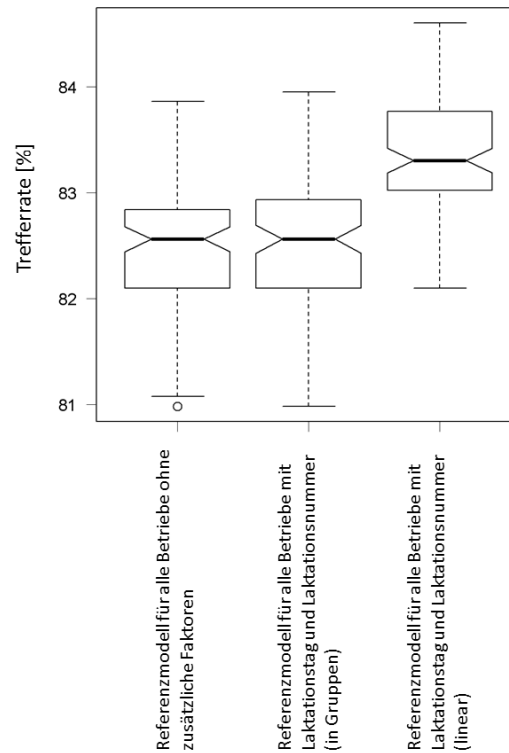 Trefferrate [%]
84
83
82
81
Referenzmodell für alle Betriebe ohne
zusätzliche Faktoren
Referenzmodell für alle Betriebe mit
Laktationstag und Laktationsnummer
(in Gruppen)
Referenzmodell für alle Betriebe mit
Laktationstag und Laktationsnummer
(linear)